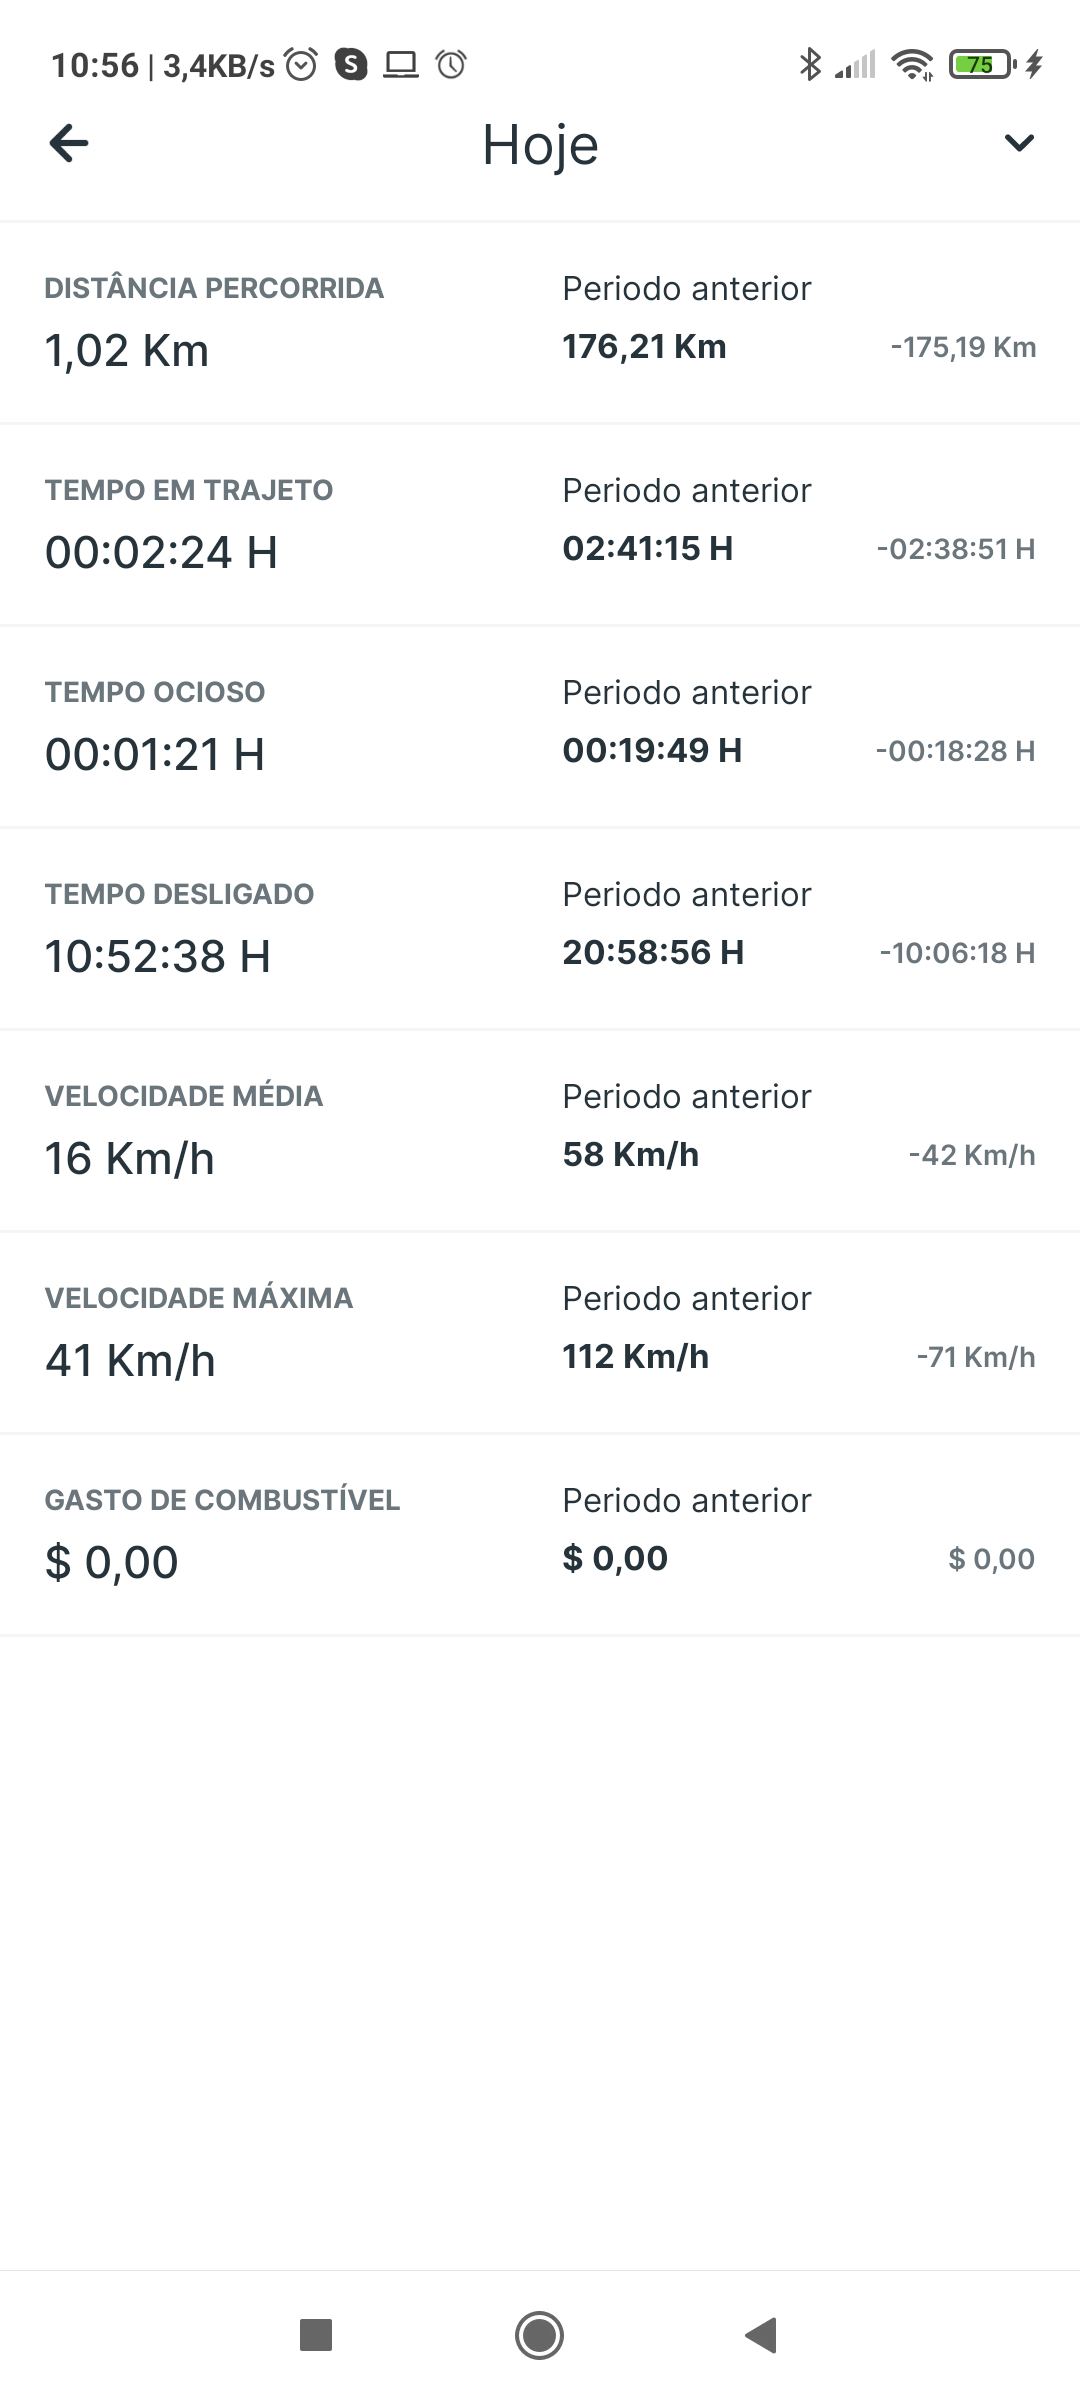 10:56 | 3,4KB/s S 75
Hoje
DISTÂNCIA PERCORRIDA Periodo anterior
1,02 Km 176,21 Km -175,19 Km
TEMPO EM TRAJETO Periodo anterior
00:02:24 H 02:41:15 H -02:38:51 H
TEMPO OCIOSO Periodo anterior
00:01:21 H 00:19:49 H -00:18:28 H
TEMPO DESLIGADO Periodo anterior
10:52:38 H 20:58:56 H -10:06:18 H
VELOCIDADE MÉDIA Periodo anterior
16 Km/h 58 Km/h -42 Km/h
VELOCIDADE MÁXIMA Periodo anterior
41 Km/h 112 Km/h -71 Km/h
GASTO DE COMBUSTÍVEL Periodo anterior
$ 0,00 $ 0,00 $ 0,00